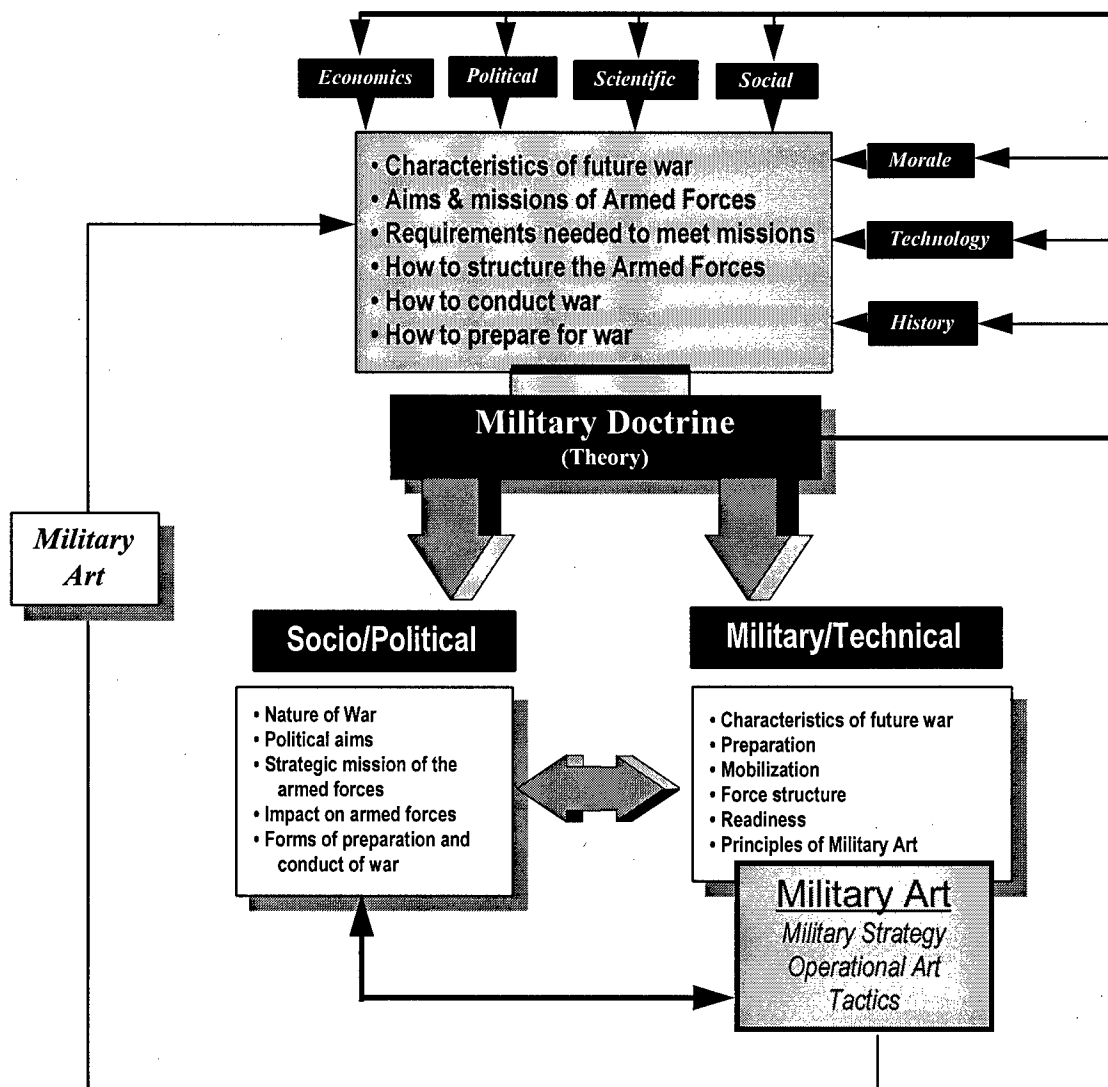 Economics
Political
Scientific
Social
• Characteristics of future war
• Aims & missions of Armed Forces
• Requirements needed to meet missions
• How to structure the Armed Forces
• How to conduct war
• How to prepare for war
Morale
Technology
History
Military Doctrine
(Theory)
Military
Art
Socio/Political
• Nature of War
• Political aims
• Strategic mission of the
armed forces
• Impact on armed forces
• Forms of preparation and
conduct of war
Military/Technical
• Characteristics of future war
• Preparation
• Mobilization
• Force structure
• Readiness
• Principles of Military Art
Military Art
Military Strategy
Operational Art
Tactics